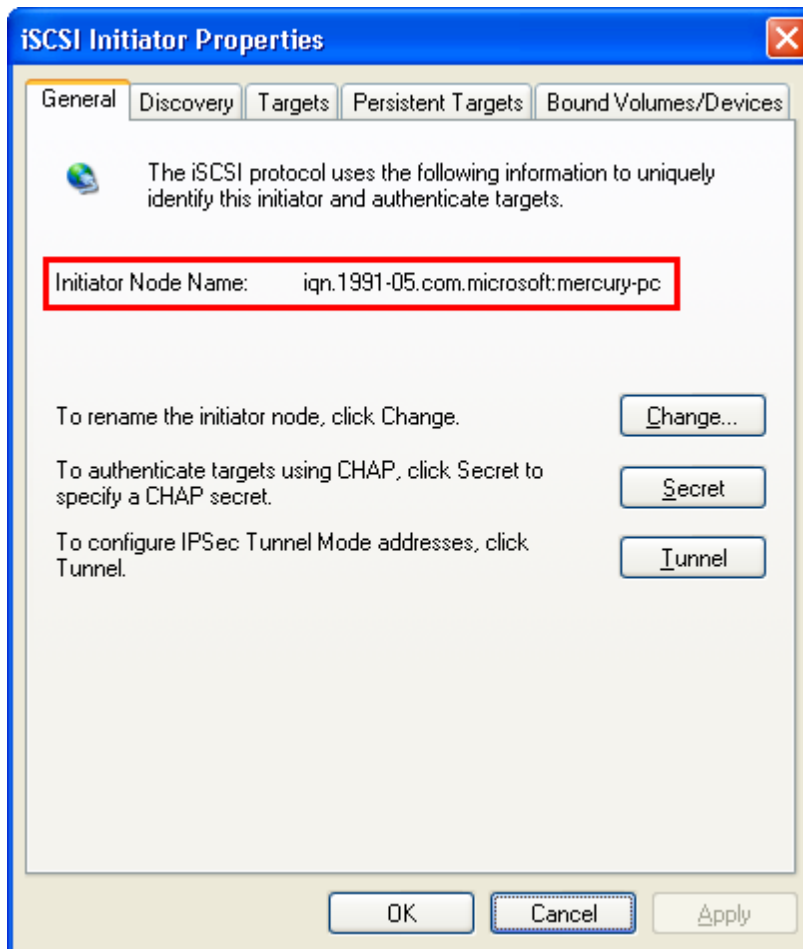 iSCSI Initiator Properties
General Discovery Targets Persistent Targets Bound Volumes/Devices
The iSCSI protocol uses the following information to uniquely
identify this initiator and authenticate targets.
Initiator Node Name: iqn.1991-05.com.microsoft:mercury-pc
To rename the initiator node, click Change.
Change...
To authenticate targets using CHAP, click Secret to
specify a CHAP secret.
Secret
To configure IPSec Tunnel Mode addresses, click
Tunnel.
Tunnel
OK Cancel Apply